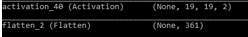 activation_40 (Activation) (None, 19, 19, 2)
flatten_2 (Flatten) (None, 361)